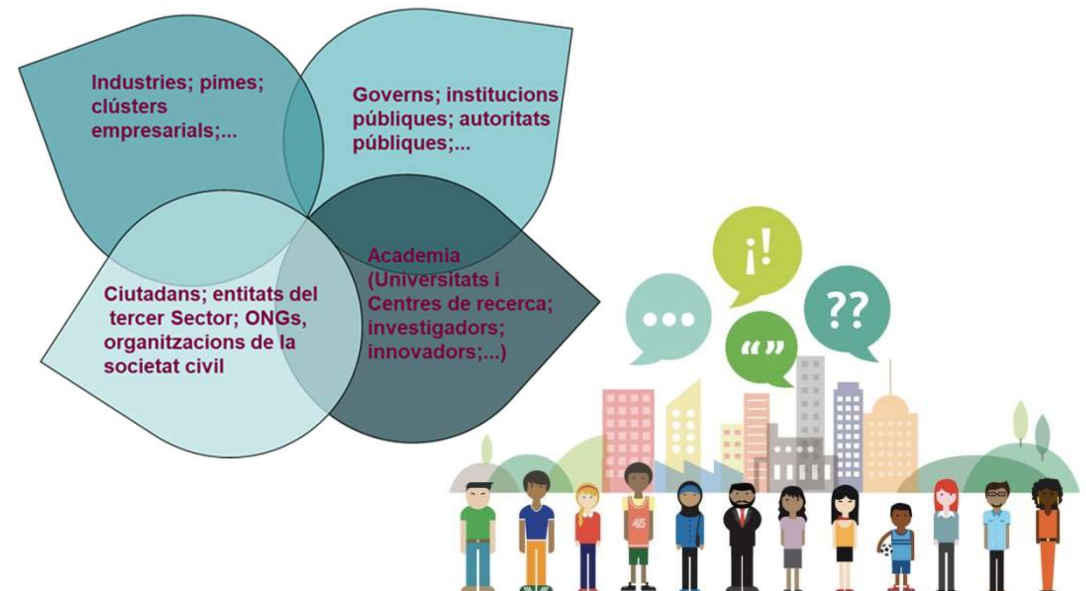 Industries; pimes;
clústers
empresarials;...
Governs; institucions
públiques; autoritats
públiques;...
Ciutadans; entitats del
tercer Sector; ONGs,
organitzacions de la
societat civil
Academia
(Universitats i
Centres de recerca;
investigadors;
innovadors;...)
¡!
...
??
“”
45